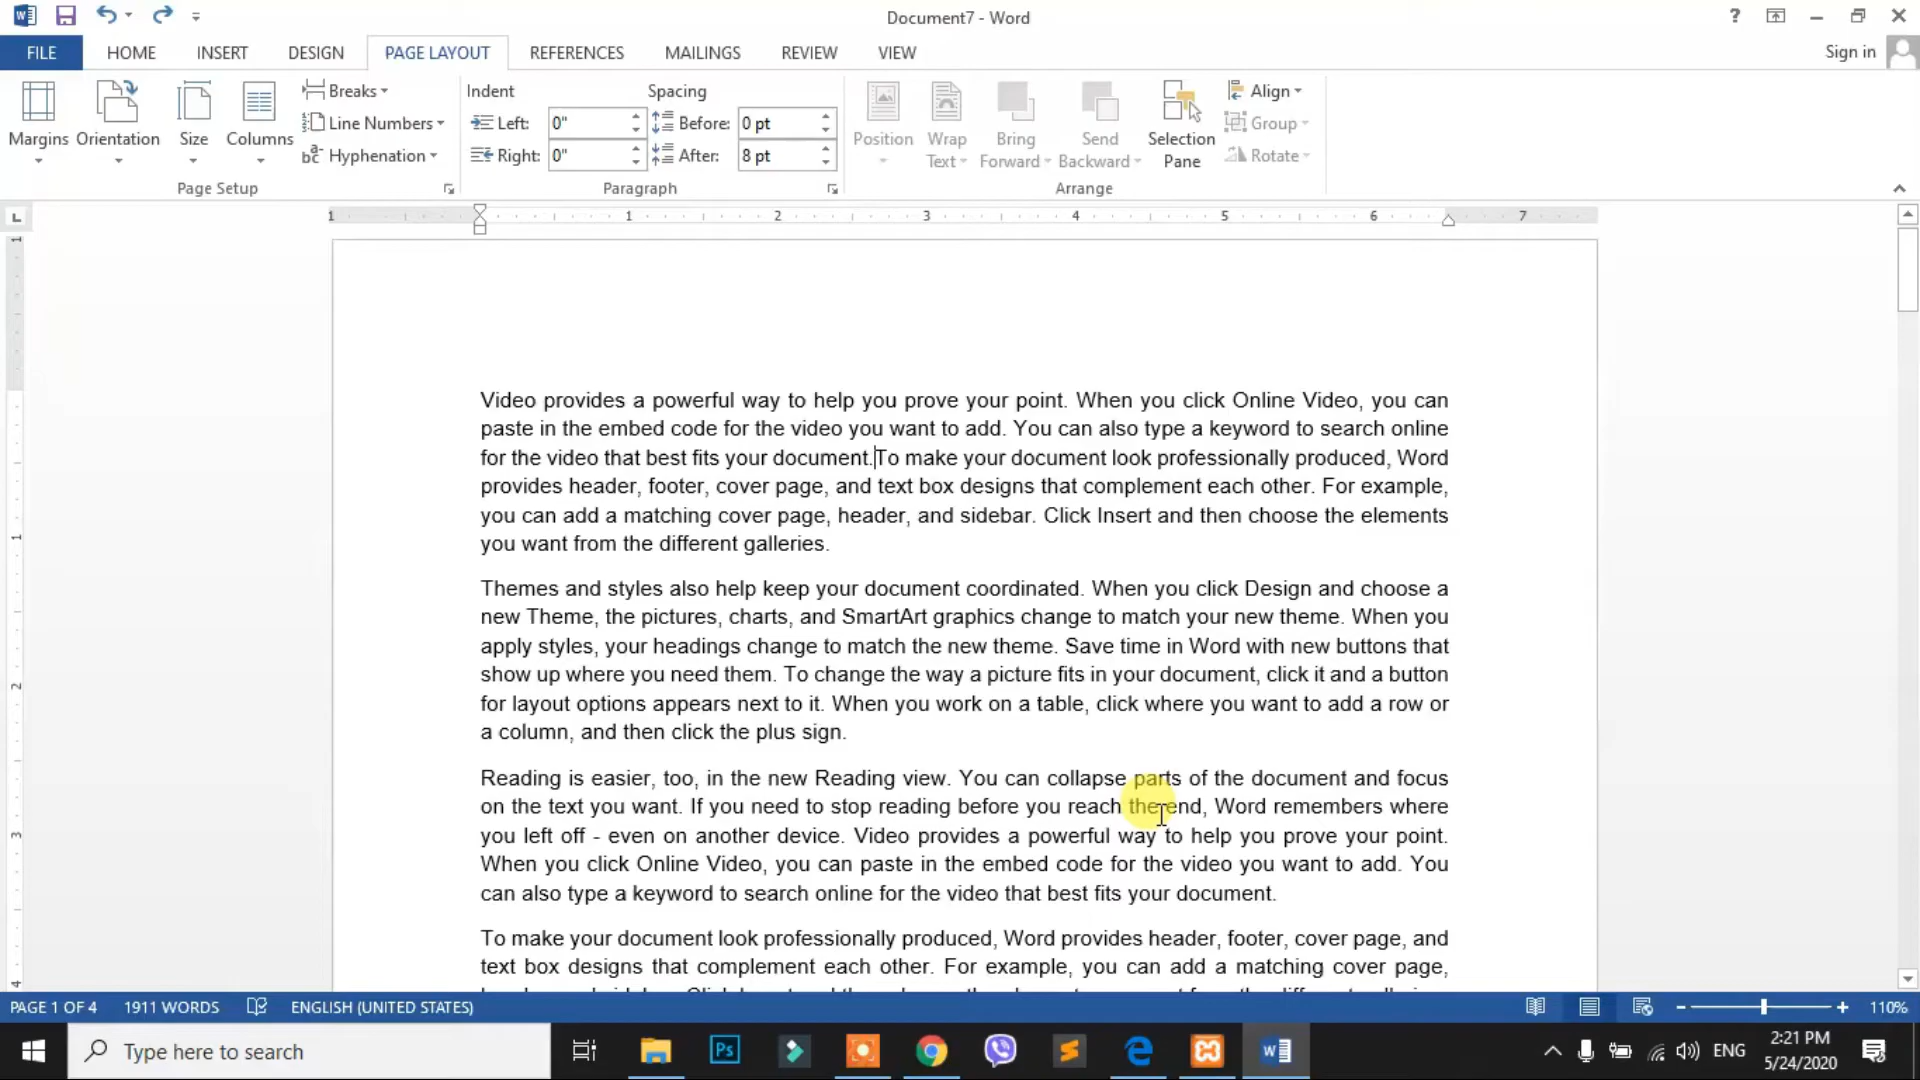 Document7 - Word
?
FILE
HOME
INSERT
DESIGN
PAGE LAYOUT
REFERENCES
MAILINGS
REVIEW
VIEW
Sign in
Margins
Orientation
Size
Columns
Breaks
Line Numbers
Hyphenation
Page Setup
Indent
Left: 0"
Right: 0"
Spacing
Before: 0 pt
After: 8 pt
Paragraph
Position
Wrap Text
Bring Forward
Send Backward
Selection Pane
Align
Group
Rotate
Arrange
1 1 2 3 4 5 6 7
1
1
2
3
4
Video provides a powerful way to help you prove your point. When you click Online Video, you can
paste in the embed code for the video you want to add. You can also type a keyword to search online
for the video that best fits your document.To make your document look professionally produced, Word
provides header, footer, cover page, and text box designs that complement each other. For example,
you can add a matching cover page, header, and sidebar. Click Insert and then choose the elements
you want from the different galleries.
Themes and styles also help keep your document coordinated. When you click Design and choose a
new Theme, the pictures, charts, and SmartArt graphics change to match your new theme. When you
apply styles, your headings change to match the new theme. Save time in Word with new buttons that
show up where you need them. To change the way a picture fits in your document, click it and a button
for layout options appears next to it. When you work on a table, click where you want to add a row or
a column, and then click the plus sign.
Reading is easier, too, in the new Reading view. You can collapse parts of the document and focus
on the text you want. If you need to stop reading before you reach the end, Word remembers where
you left off - even on another device. Video provides a powerful way to help you prove your point.
When you click Online Video, you can paste in the embed code for the video you want to add. You
can also type a keyword to search online for the video that best fits your document.
To make your document look professionally produced, Word provides header, footer, cover page, and
text box designs that complement each other. For example, you can add a matching cover page,
PAGE 1 OF 4
1911 WORDS
ENGLISH (UNITED STATES)
110%
Type here to search
Ps
ENG
2:21 PM
5/24/2020